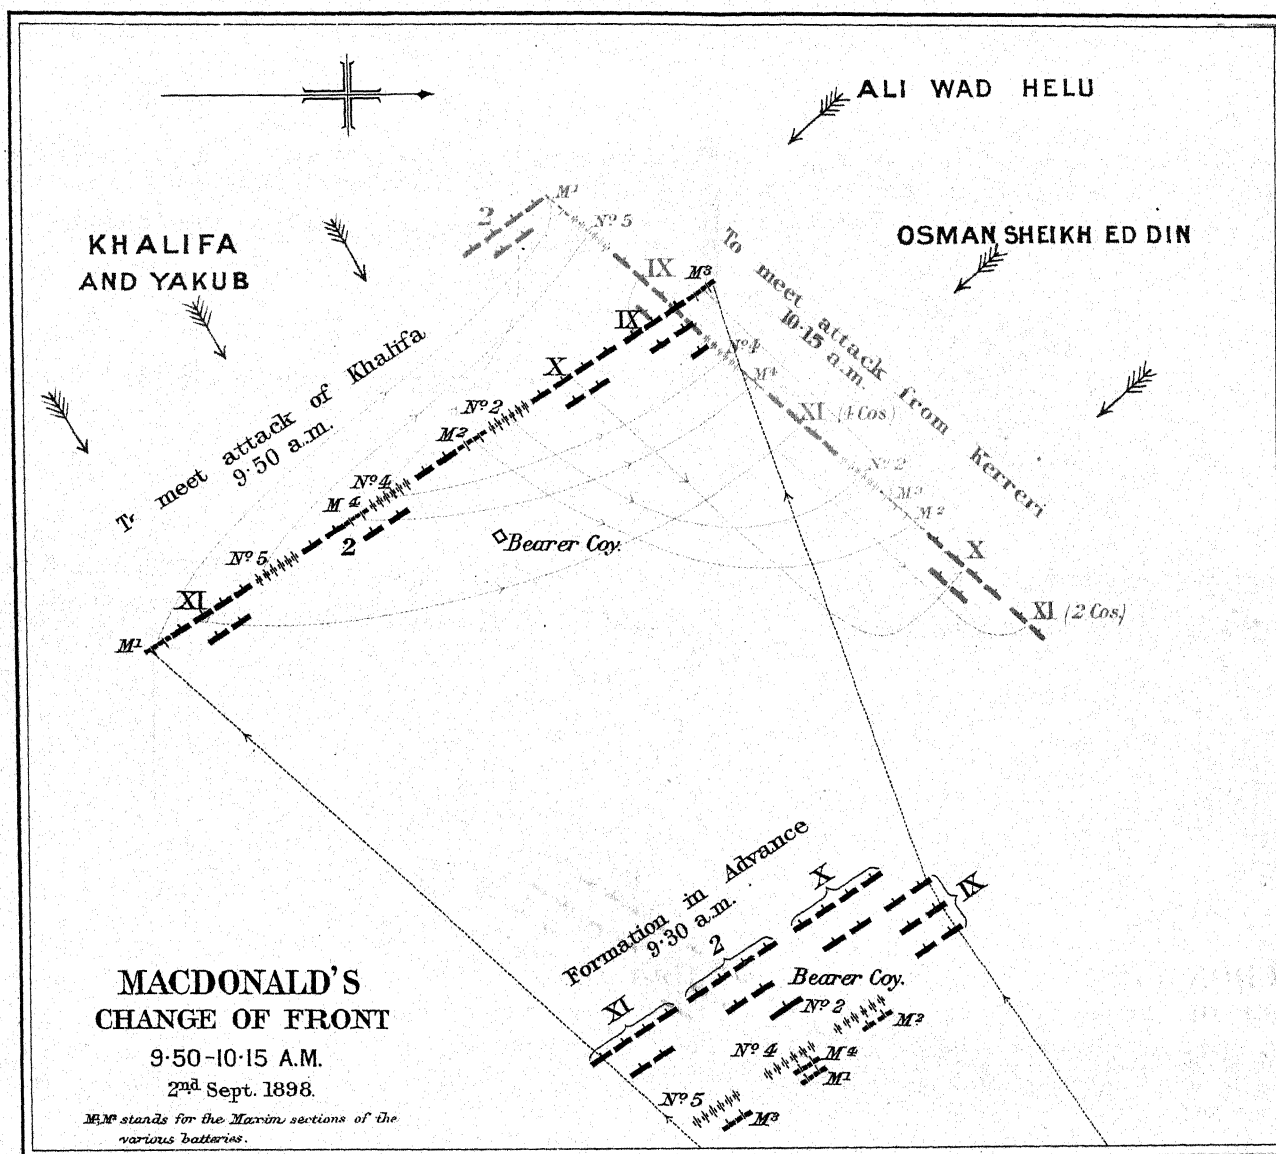 ALI WAD HELU
M¹
2
Nº 5
KHALIFA
AND YAKUB
OSMAN SHEIKH ED DIN
To meet attack from Kerreri
10·15 a.m.
IX
M³
IX
Nº 4
M⁴
To meet attack of Khalifa
9·50 a.m.
X
XI (4 Cos)
Nº 2
M²
Nº 2
M³
M²
Nº 4
M⁴
2
Bearer Coy.
X
Nº 5
XI
XI (2 Cos.)
M¹
Formation in Advance
9·30 a.m.
X
IX
2
XI
Bearer Coy.
Nº 2
M²
Nº 4
M⁴
M¹
Nº 5
M³
MACDONALD'S
CHANGE OF FRONT
9·50-10·15 A.M.
2nd Sept. 1898.
stands for the Maxim sections of the
various batteries.